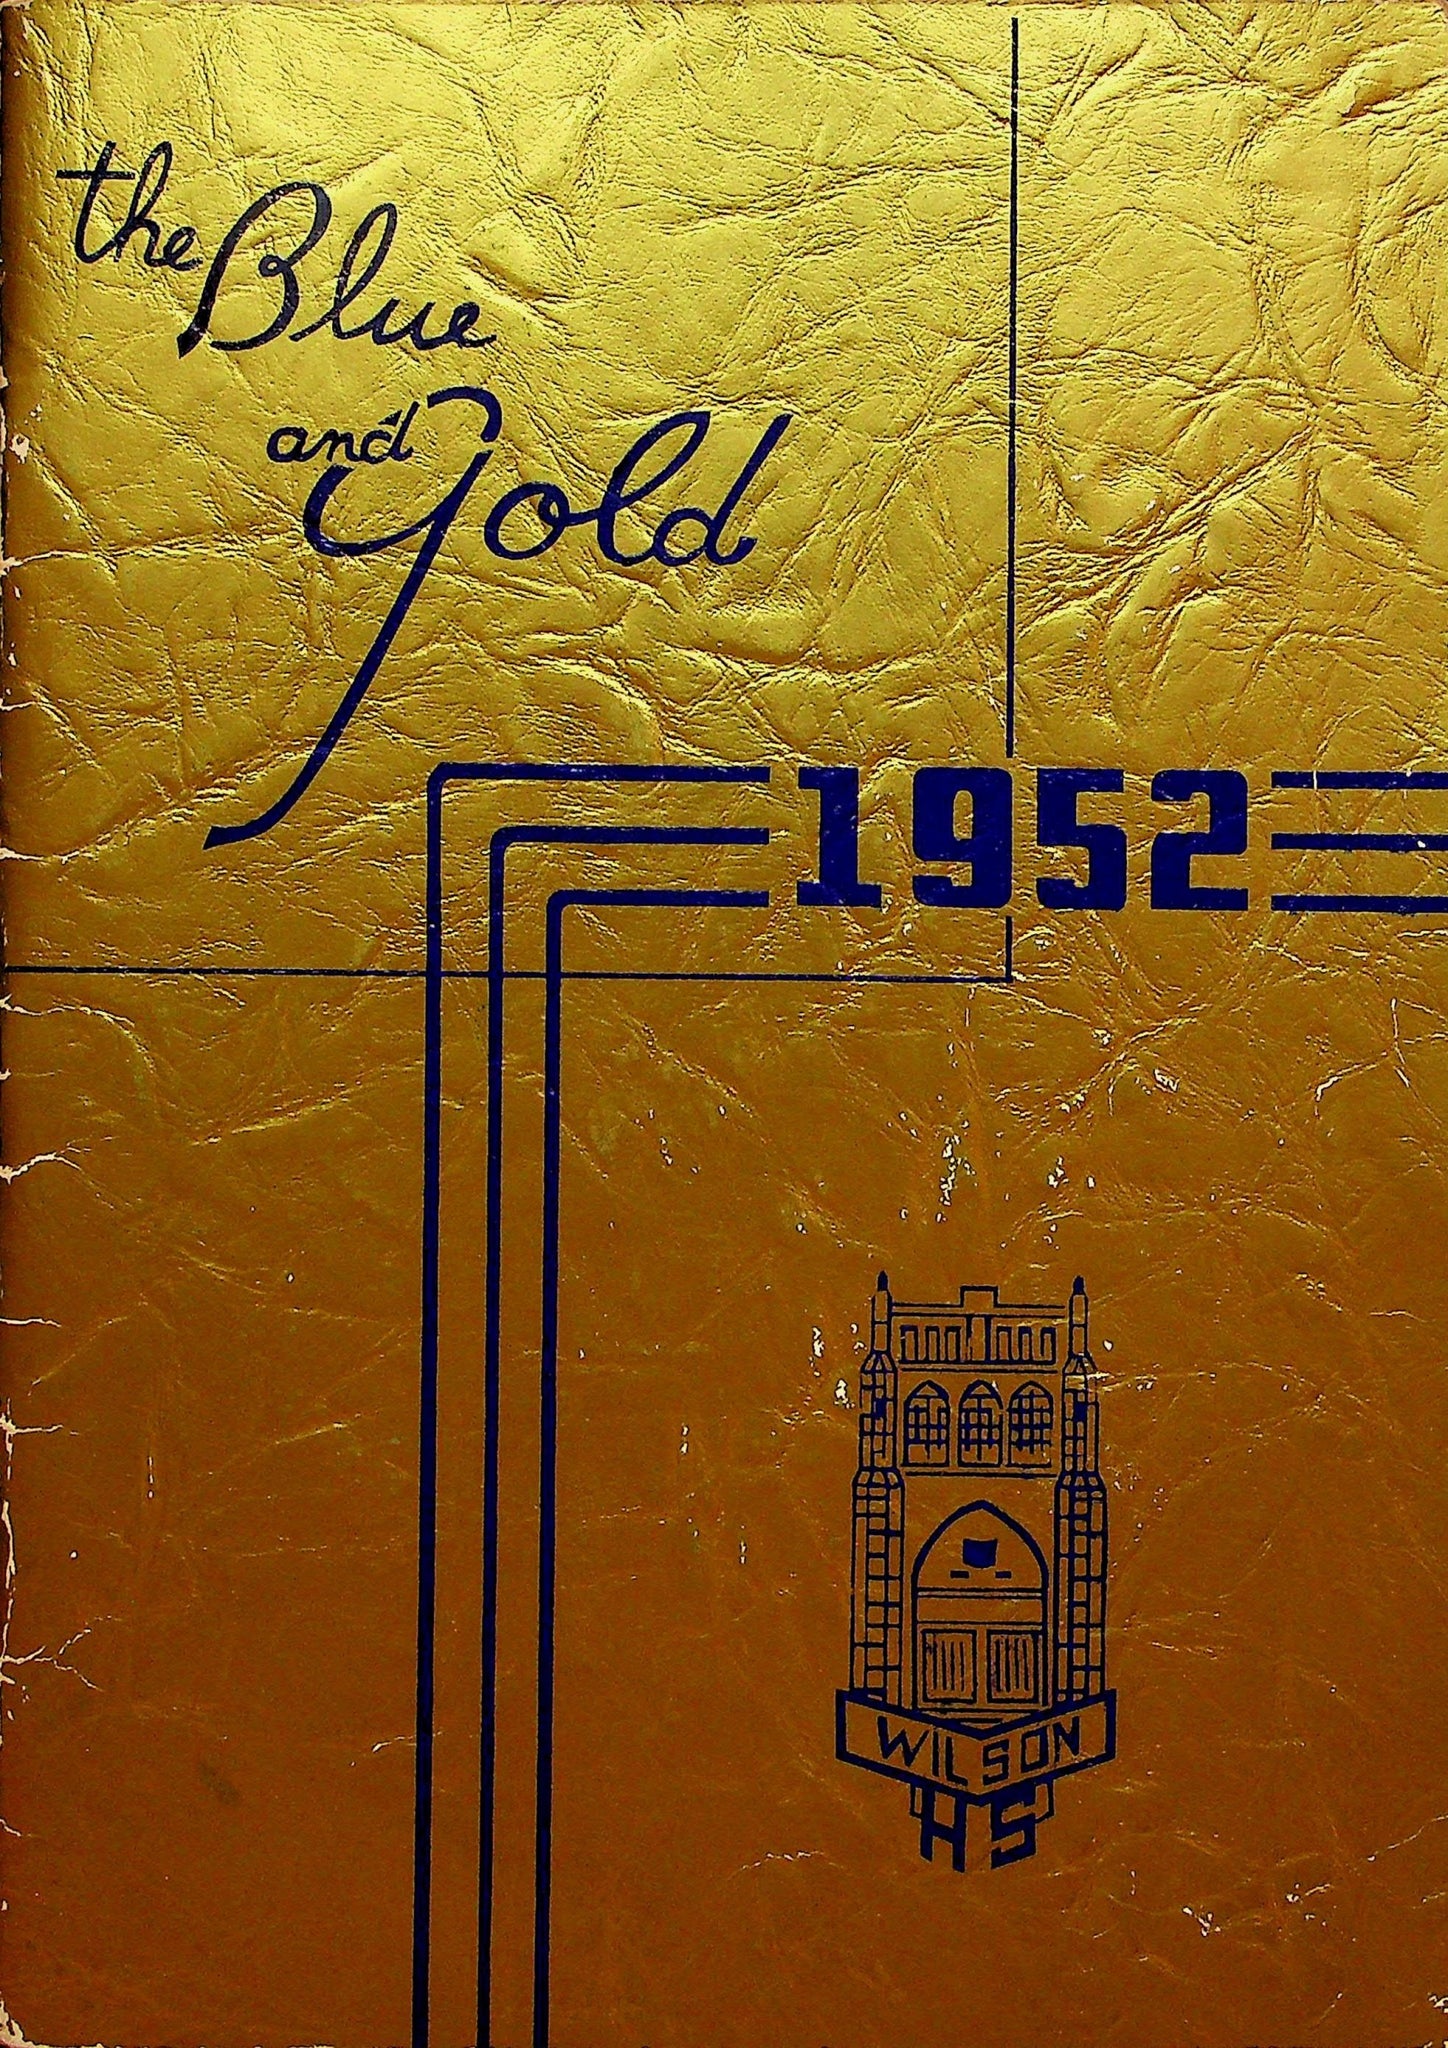 the Blue
and Gold
1952
WILSON
HS